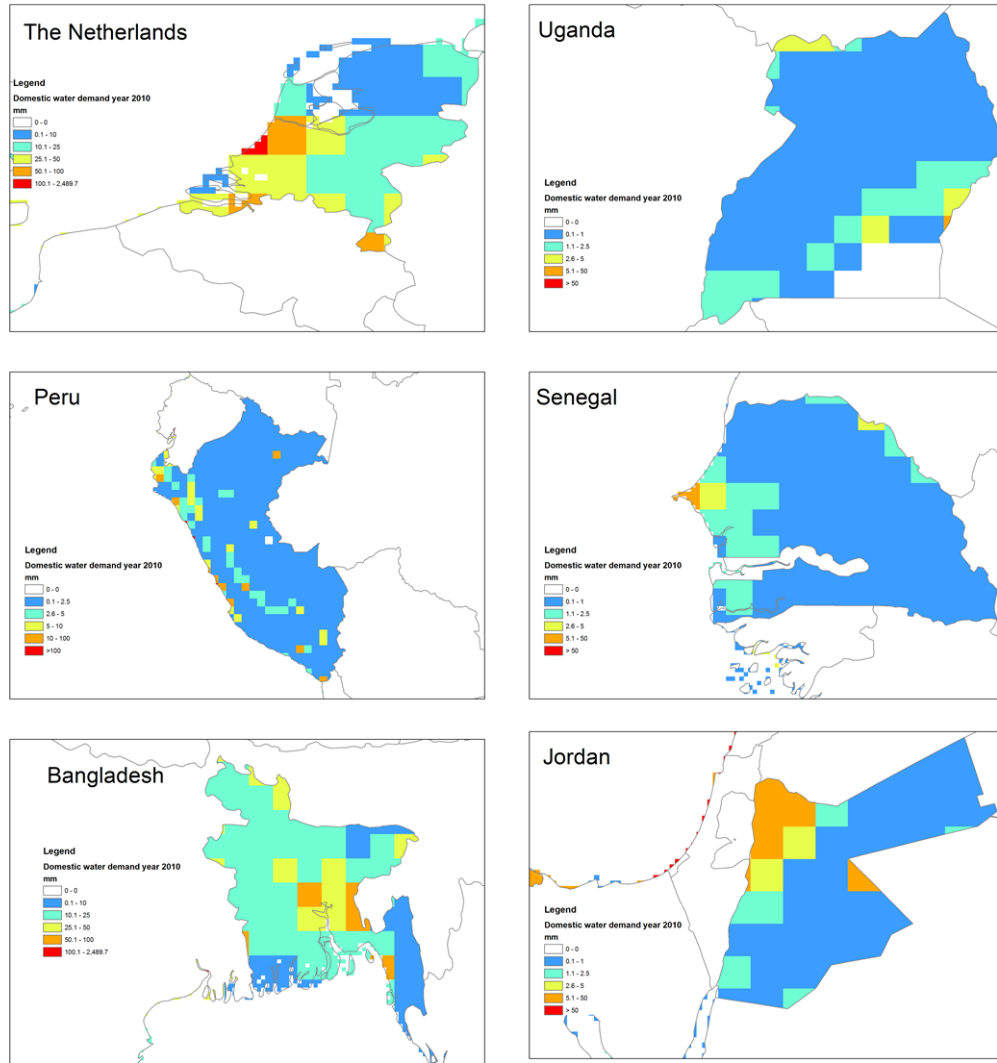 The Netherlands
Legend
Domestic water demand year 2010
mm
0 - 0
0.1 - 10
10.1 - 25
25.1 - 50
50.1 - 100
100.1 - 2,489.7
Uganda
Legend
Domestic water demand year 2010
mm
0 - 0
0.1 - 1
1.1 - 2.5
2.6 - 5
5.1 - 50
> 50
Peru
Legend
Domestic water demand year 2010
mm
0 - 0
0.1 - 2.5
2.6 - 5
5 - 10
10 - 100
>100
Senegal
Legend
Domestic water demand year 2010
mm
0 - 0
0.1 - 1
1.1 - 2.5
2.6 - 5
5.1 - 50
> 50
Bangladesh
Legend
Domestic water demand year 2010
mm
0 - 0
0.1 - 10
10.1 - 25
25.1 - 50
50.1 - 100
100.1 - 2,489.7
Jordan
Legend
Domestic water demand year 2010
mm
0 - 0
0.1 - 1
1.1 - 2.5
2.6 - 5
5.1 - 50
> 50